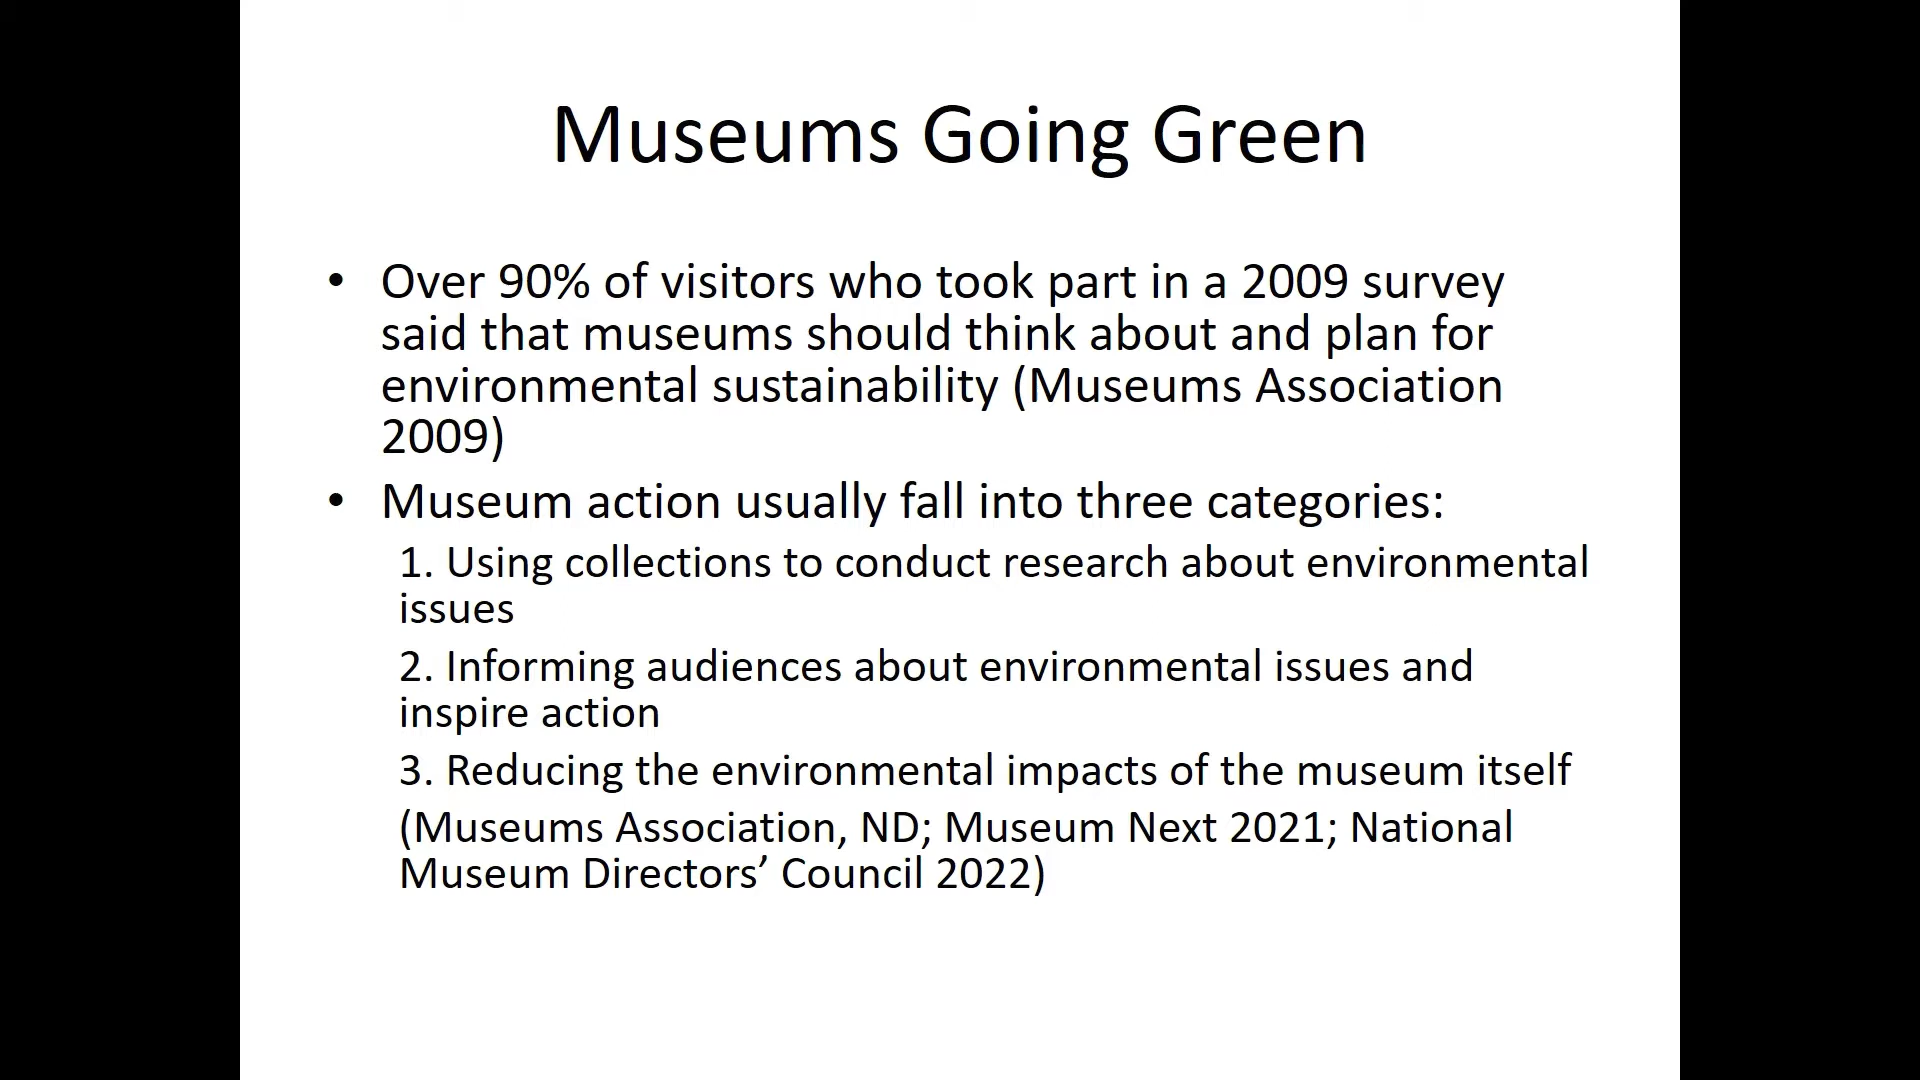 Museums Going Green
• Over 90% of visitors who took part in a 2009 survey
said that museums should think about and plan for
environmental sustainability (Museums Association
2009)
• Museum action usually fall into three categories:
1. Using collections to conduct research about environmental
issues
2. Informing audiences about environmental issues and
inspire action
3. Reducing the environmental impacts of the museum itself
(Museums Association, ND; Museum Next 2021; National
Museum Directors’ Council 2022)